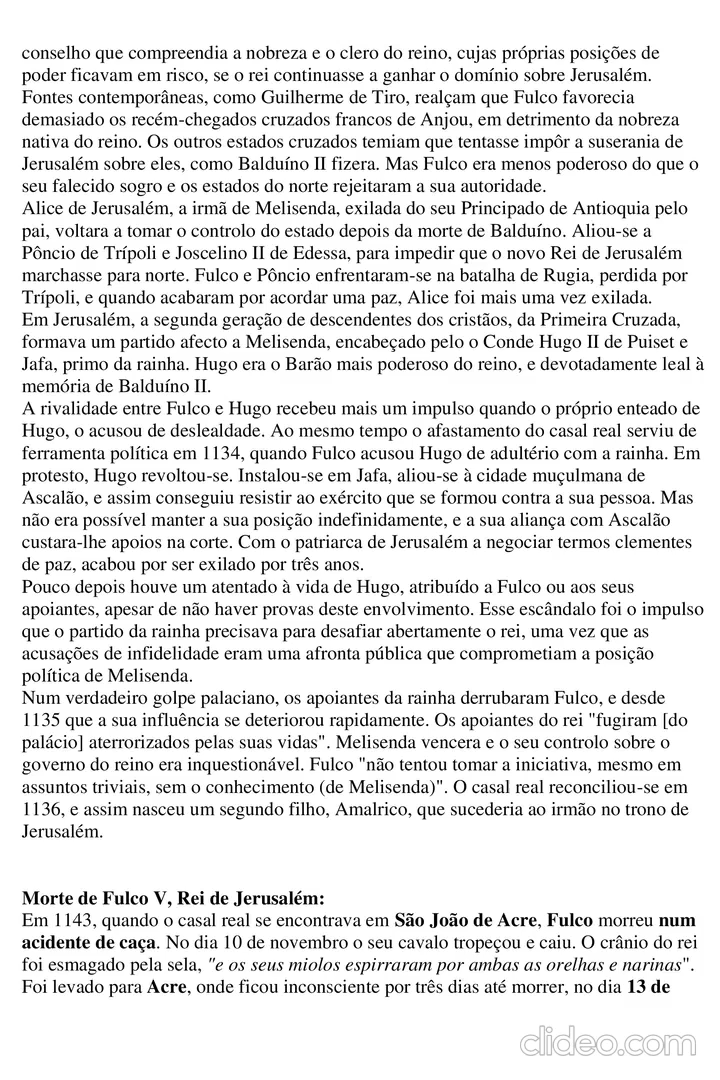 conselho que compreendia a nobreza e o clero do reino, cujas próprias posições de
poder ficavam em risco, se o rei continuasse a ganhar o domínio sobre Jerusalém.
Fontes contemporâneas, como Guilherme de Tiro, realçam que Fulco favorecia
demasiado os recém-chegados cruzados francos de Anjou, em detrimento da nobreza
nativa do reino. Os outros estados cruzados temiam que tentasse impôr a suserania de
Jerusalém sobre eles, como Balduíno II fizera. Mas Fulco era menos poderoso do que o
seu falecido sogro e os estados do norte rejeitaram a sua autoridade.
Alice de Jerusalém, a irmã de Melisenda, exilada do seu Principado de Antioquia pelo
pai, voltara a tomar o controlo do estado depois da morte de Balduíno. Aliou-se a
Pôncio de Trípoli e Joscelino II de Edessa, para impedir que o novo Rei de Jerusalém
marchasse para norte. Fulco e Pôncio enfrentaram-se na batalha de Rugia, perdida por
Trípoli, e quando acabaram por acordar uma paz, Alice foi mais uma vez exilada.
Em Jerusalém, a segunda geração de descendentes dos cristãos, da Primeira Cruzada,
formava um partido afecto a Melisenda, encabeçado pelo o Conde Hugo II de Puiset e
Jafa, primo da rainha. Hugo era o Barão mais poderoso do reino, e devotadamente leal à
memória de Balduíno II.
A rivalidade entre Fulco e Hugo recebeu mais um impulso quando o próprio enteado de
Hugo, o acusou de deslealdade. Ao mesmo tempo o afastamento do casal real serviu de
ferramenta política em 1134, quando Fulco acusou Hugo de adultério com a rainha. Em
protesto, Hugo revoltou-se. Instalou-se em Jafa, aliou-se à cidade muçulmana de
Ascalão, e assim conseguiu resistir ao exército que se formou contra a sua pessoa. Mas
não era possível manter a sua posição indefinidamente, e a sua aliança com Ascalão
custara-lhe apoios na corte. Com o patriarca de Jerusalém a negociar termos clementes
de paz, acabou por ser exilado por três anos.
Pouco depois houve um atentado à vida de Hugo, atribuído a Fulco ou aos seus
apoiantes, apesar de não haver provas deste envolvimento. Esse escândalo foi o impulso
que o partido da rainha precisava para desafiar abertamente o rei, uma vez que as
acusações de infidelidade eram uma afronta pública que comprometiam a posição
política de Melisenda.
Num verdadeiro golpe palaciano, os apoiantes da rainha derrubaram Fulco, e desde
1135 que a sua influência se deteriorou rapidamente. Os apoiantes do rei "fugiram [do
palácio] aterrorizados pelas suas vidas". Melisenda vencera e o seu controlo sobre o
governo do reino era inquestionável. Fulco "não tentou tomar a iniciativa, mesmo em
assuntos triviais, sem o conhecimento (de Melisenda)". O casal real reconciliou-se em
1136, e assim nasceu um segundo filho, Amalrico, que sucederia ao irmão no trono de
Jerusalém.
Morte de Fulco V, Rei de Jerusalém:
Em 1143, quando o casal real se encontrava em São João de Acre, Fulco morreu num
acidente de caça. No dia 10 de novembro o seu cavalo tropeçou e caiu. O crânio do rei
foi esmagado pela sela, "e os seus miolos espirraram por ambas as orelhas e narinas".
Foi levado para Acre, onde ficou inconsciente por três dias até morrer, no dia 13 de
clideo.com